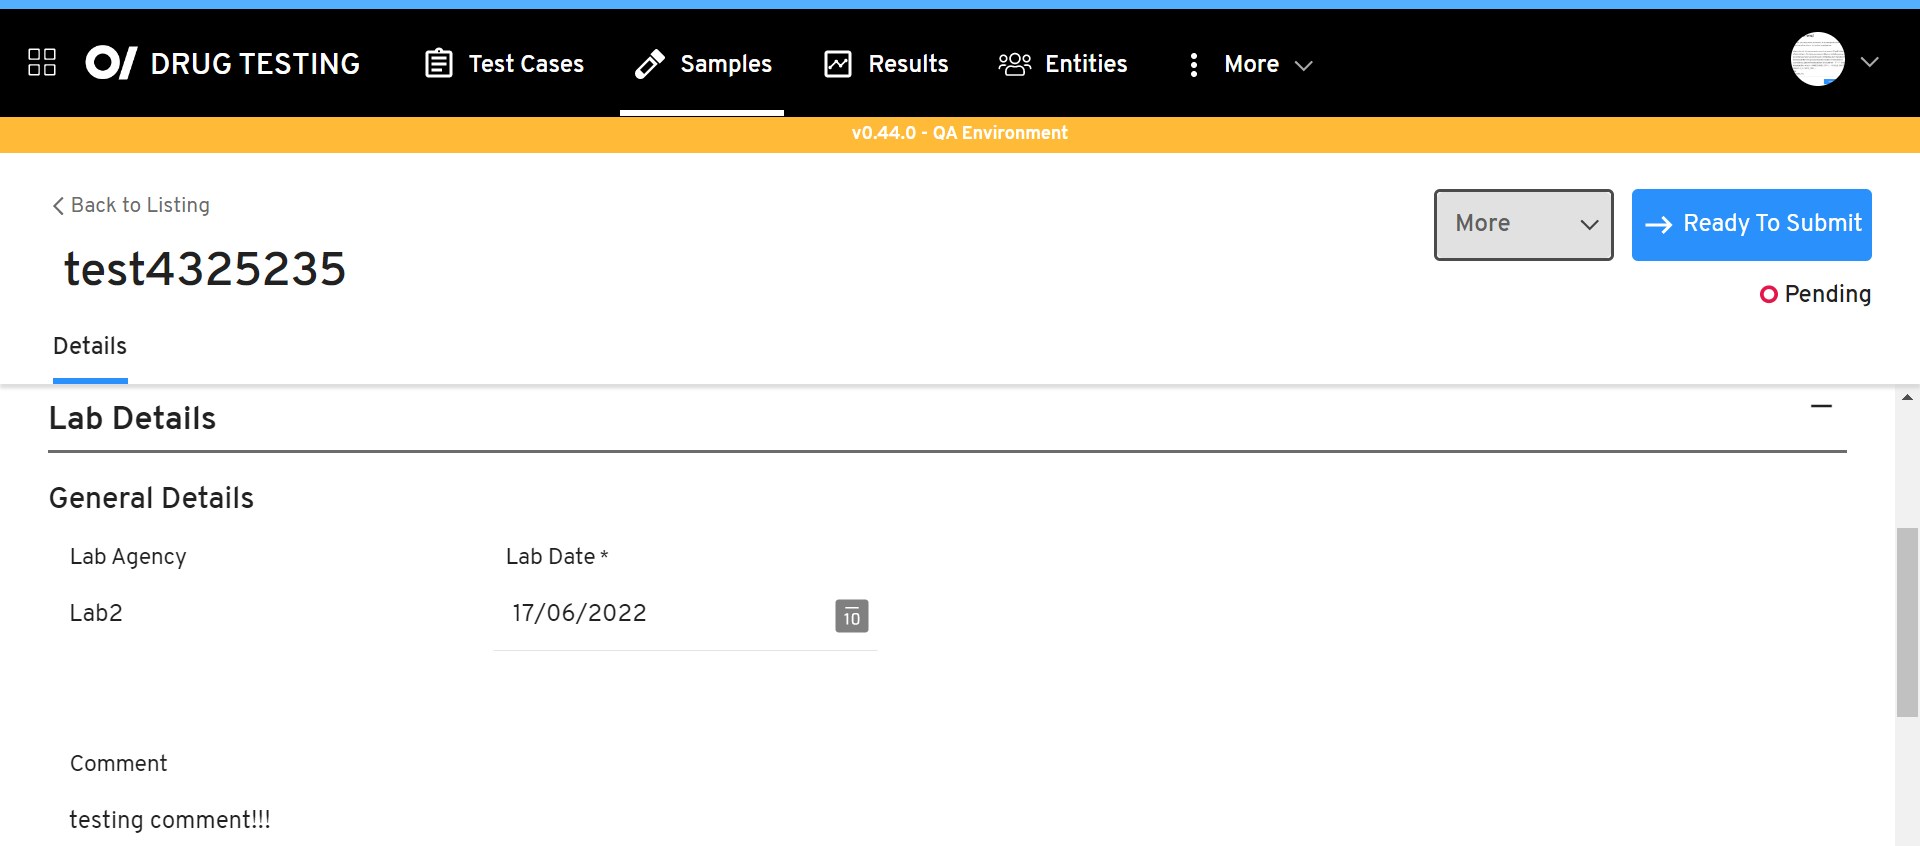 DRUG TESTING
Test Cases
Samples
Results
Entities
More
v0.44.0 - QA Environment
Back to Listing
More
Ready To Submit
test4325235
Pending
Details
Lab Details
General Details
Lab Agency
Lab Date *
Lab2
17/06/2022
10
Comment
testing comment!!!